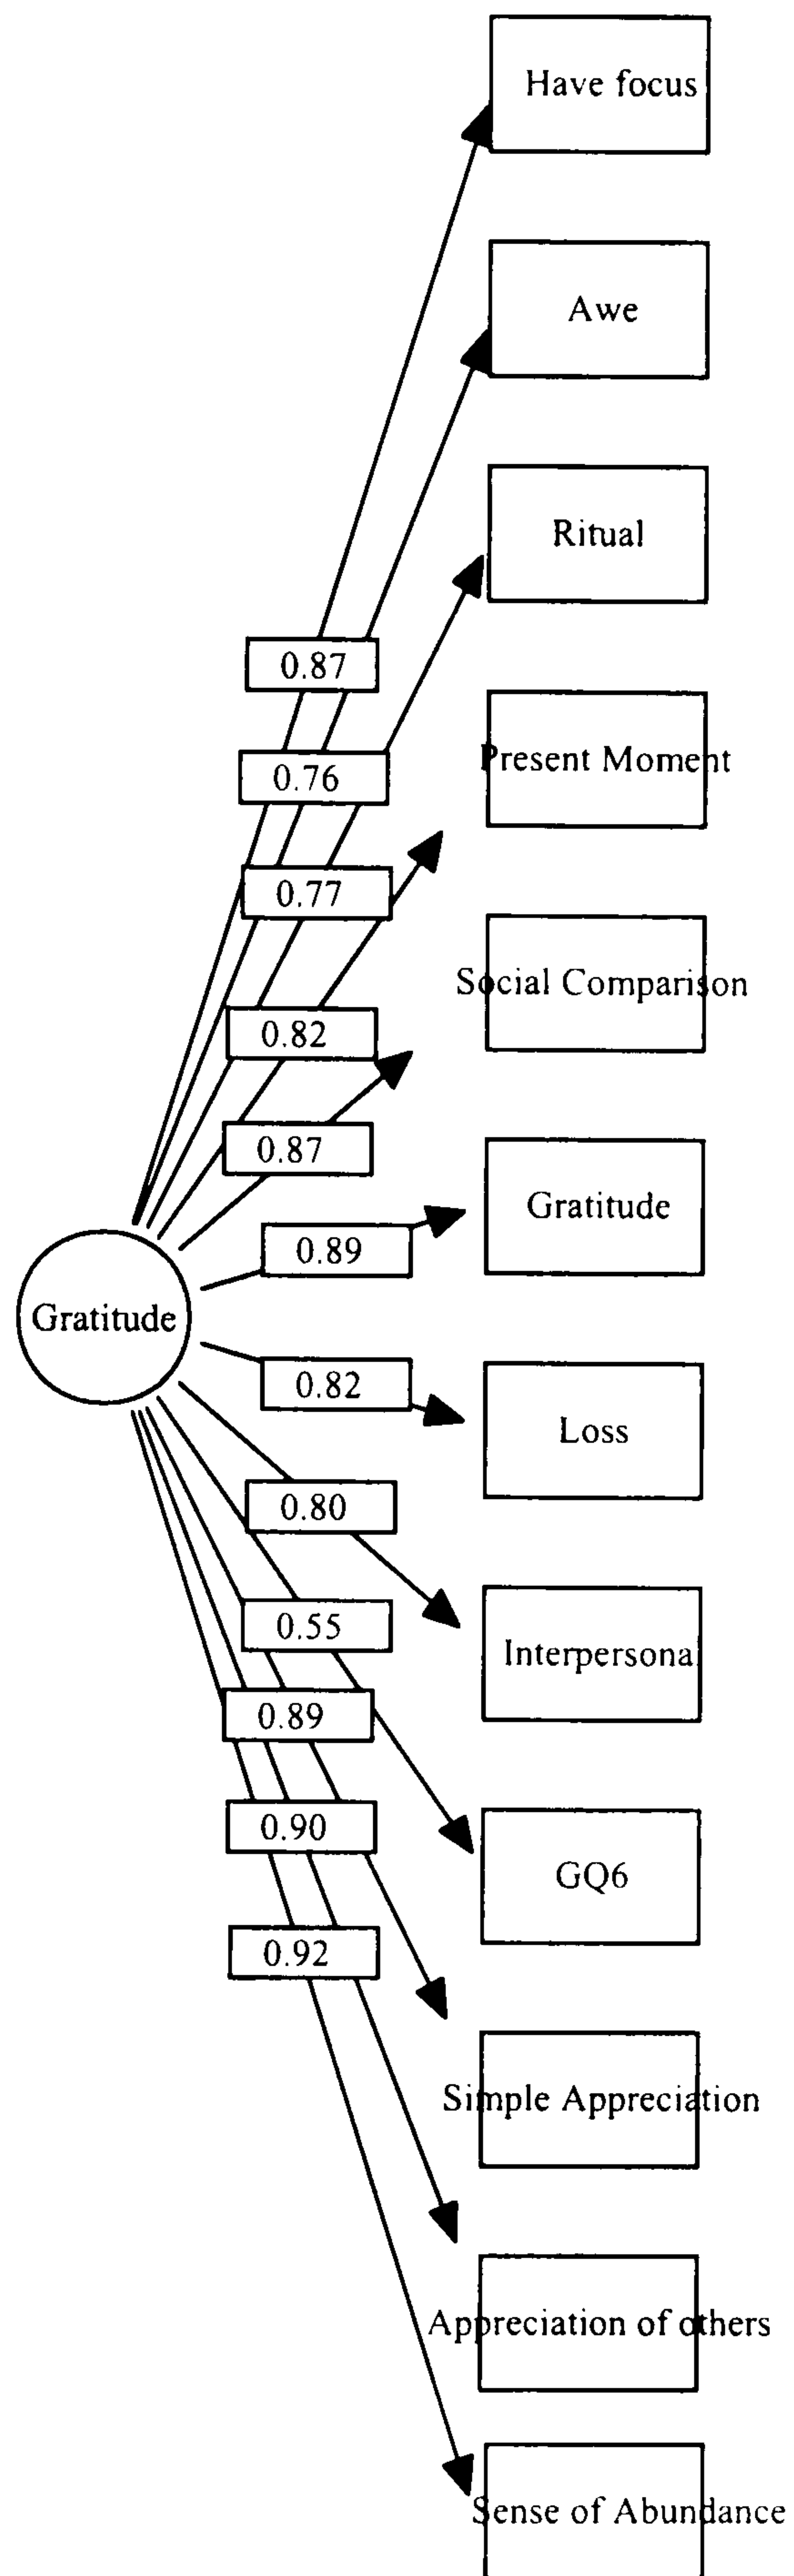 Have focus
Awe
Ritual
0.87
Present Moment
0.76
0.77
Social Comparison
0.82
0.87
Gratitude
0.89
Gratitude
0.82
Loss
0.80
Interpersona
0.55
0.89
GQ6
0.90
0.92
Simple Appreciation
Appreciation of others
Sense of Abundance